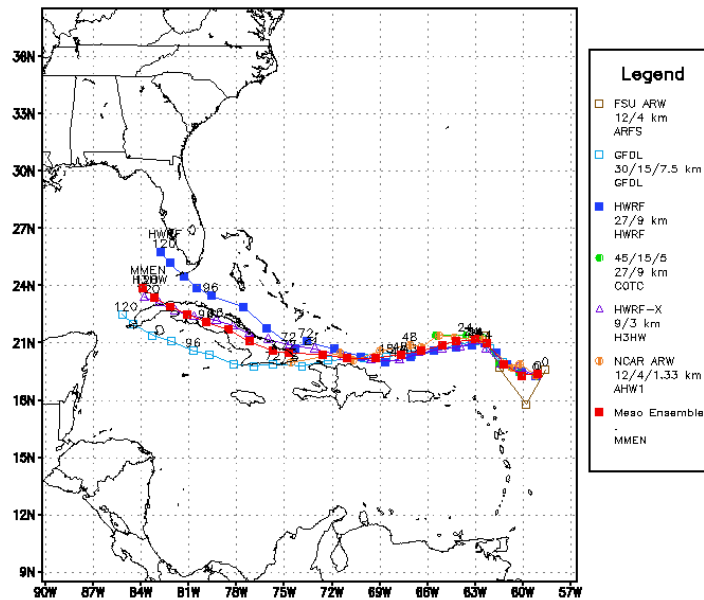 36N
33N
30N
27N
24N
21N
18N
15N
12N
9N
90W 87W 84W 81W 78W 75W 72W 69W 66W 63W 60W 57W
HWRF
120
MMEN
120
96
72
72
48
24
Legend
FSU ARW
12/4 km
ARFS
GFDL
30/15/7.5 km
GFDL
HWRF
27/9 km
HWRF
45/15/5
27/9 km
COTC
HWRF-X
9/3 km
H3HW
NCAR ARW
12/4/1.33 km
AHW1
Meso Ensemble
-
MMEN